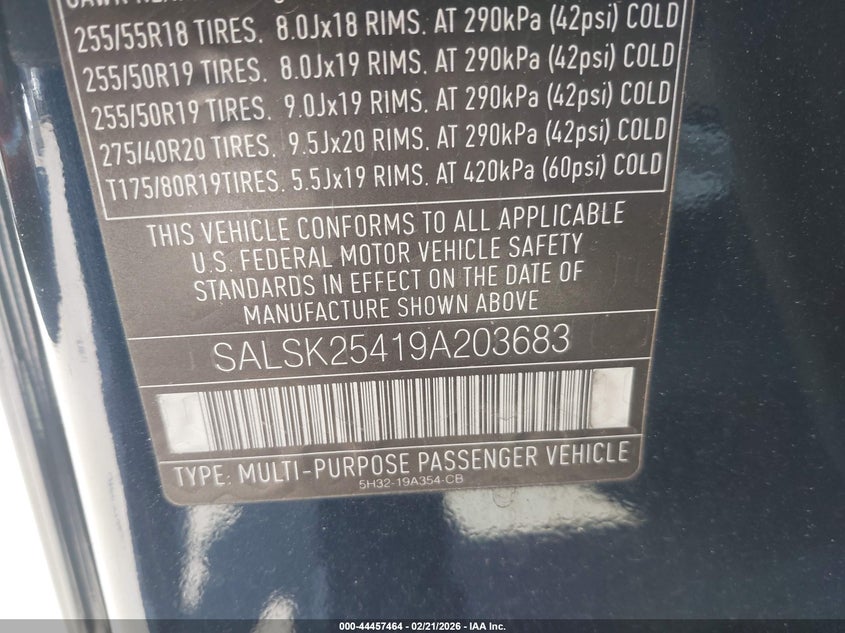 255/55R18 TIRES. 8.0Jx18 RIMS. AT 290kPa (42psi) COLD
255/50R19 TIRES. 8.0Jx19 RIMS. AT 290kPa (42psi) COLD
255/50R19 TIRES. 9.0Jx19 RIMS. AT 290kPa (42psi) COLD
275/40R20 TIRES. 9.5Jx20 RIMS. AT 290kPa (42psi) COLD
T175/80R19TIRES. 5.5Jx19 RIMS. AT 420kPa (60psi) COLD
THIS VEHICLE CONFORMS TO ALL APPLICABLE
U.S. FEDERAL MOTOR VEHICLE SAFETY
STANDARDS IN EFFECT ON THE DATE OF
MANUFACTURE SHOWN ABOVE
SALSK25419A203683
TYPE: MULTI-PURPOSE PASSENGER VEHICLE
5H32-19A354-CB
000-44457464 - 02/21/2026 - IAA Inc.